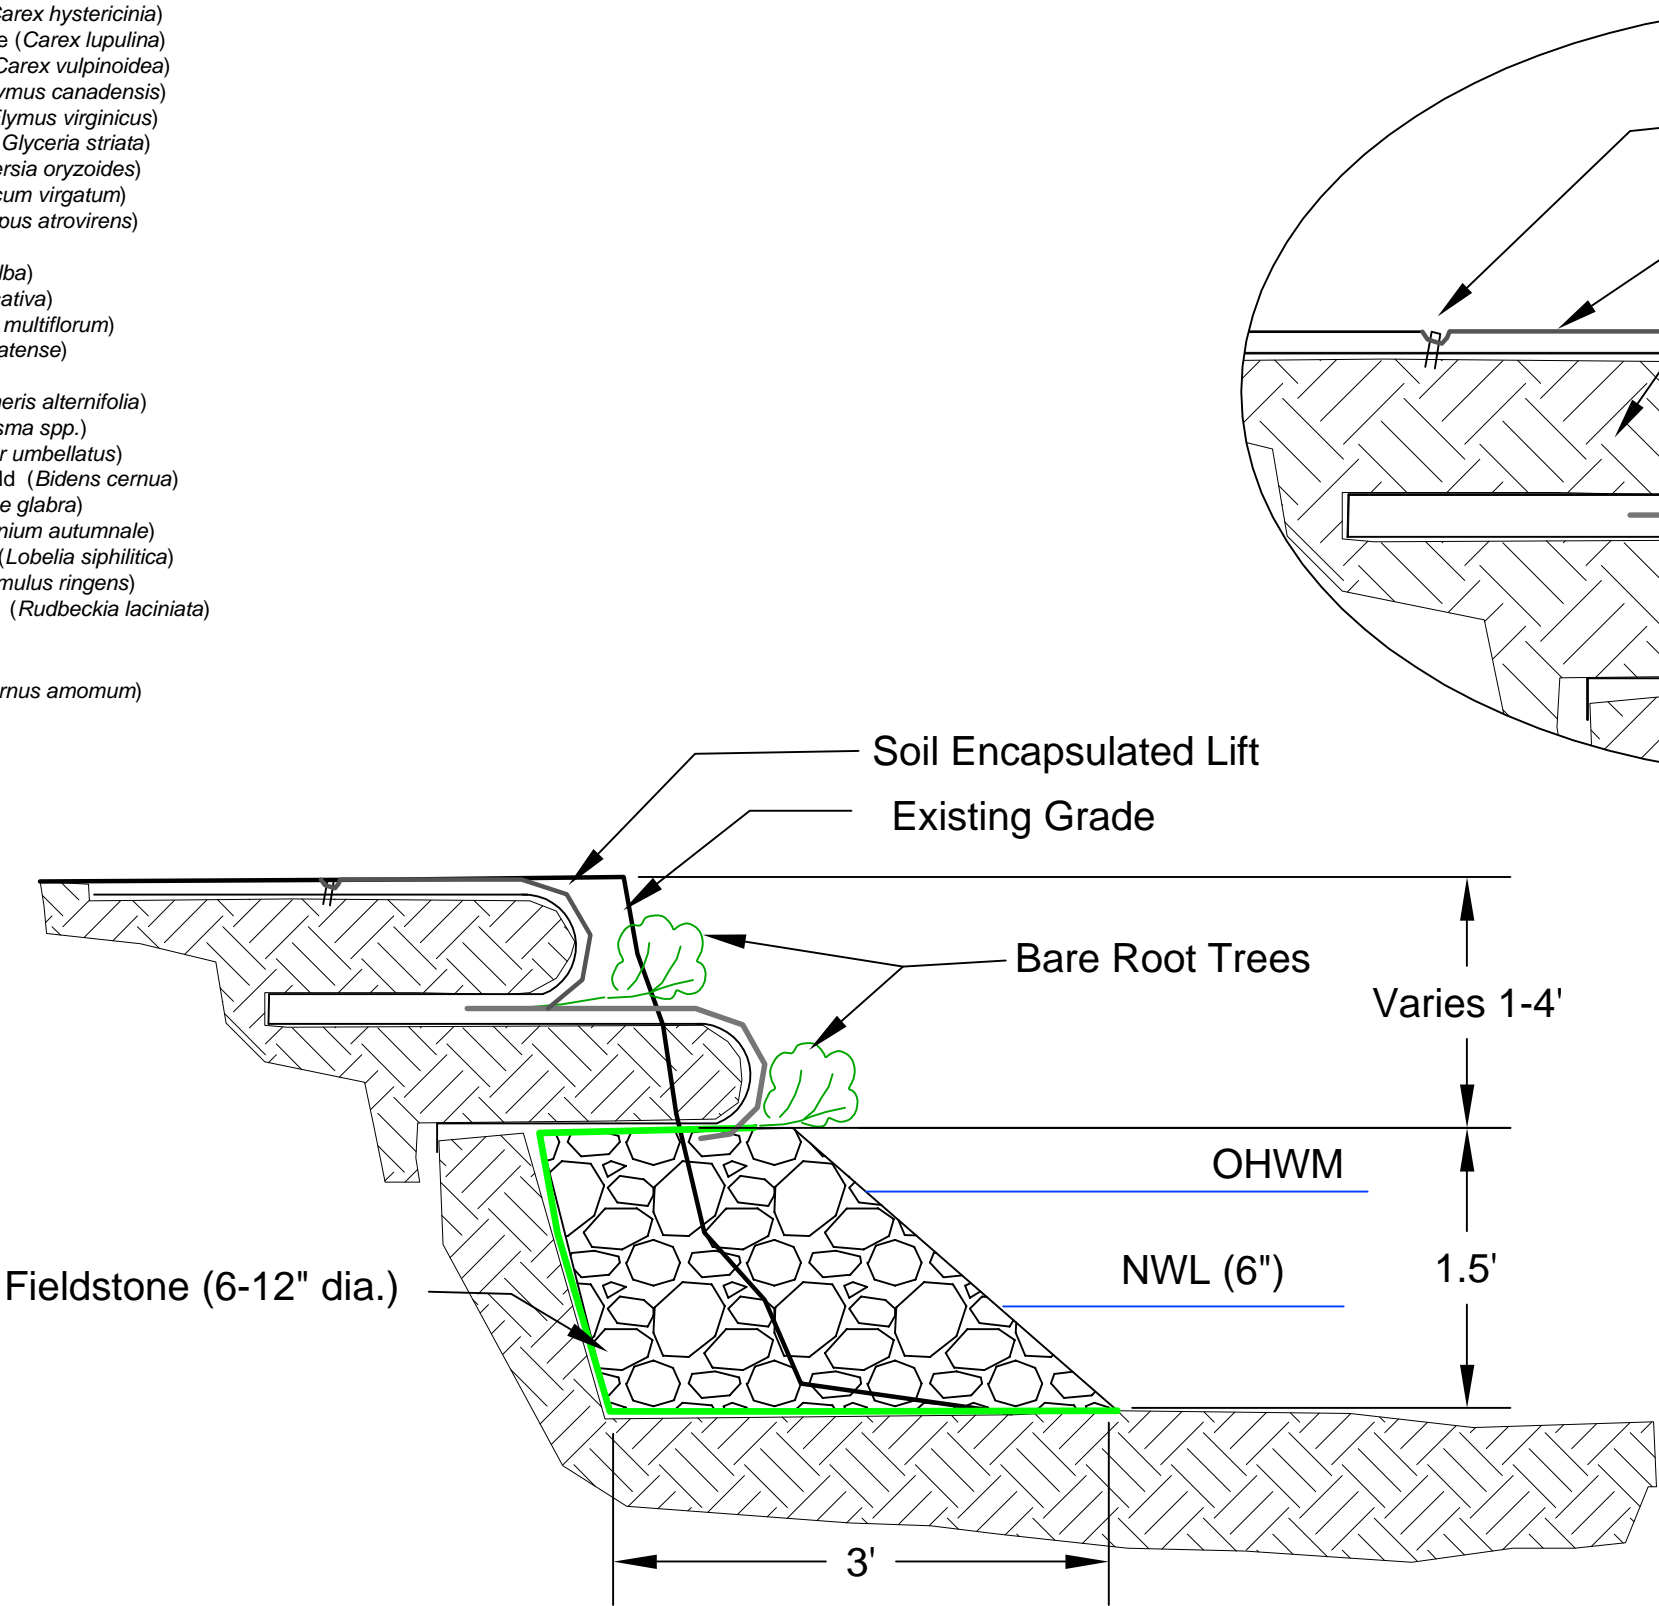 Carex hystericinia)
e (Carex lupulina)
Carex vulpinoidea)
ymus canadensis)
Elymus virginicus)
Glyceria striata)
ersia oryzoides)
cum virgatum)
pus atrovirens)
lba)
ativa)
multiflorum)
atense)
neris alternifolia)
sma spp.)
r umbellatus)
ld (Bidens cernua)
e glabra)
nium autumnale)
(Lobelia siphilitica)
mulus ringens)
(Rudbeckia laciniata)
rnus amomum)
Soil Encapsulated Lift
Existing Grade
Bare Root Trees
Varies 1-4'
OHWM
NWL (6")
1.5'
Fieldstone (6-12" dia.)
3'